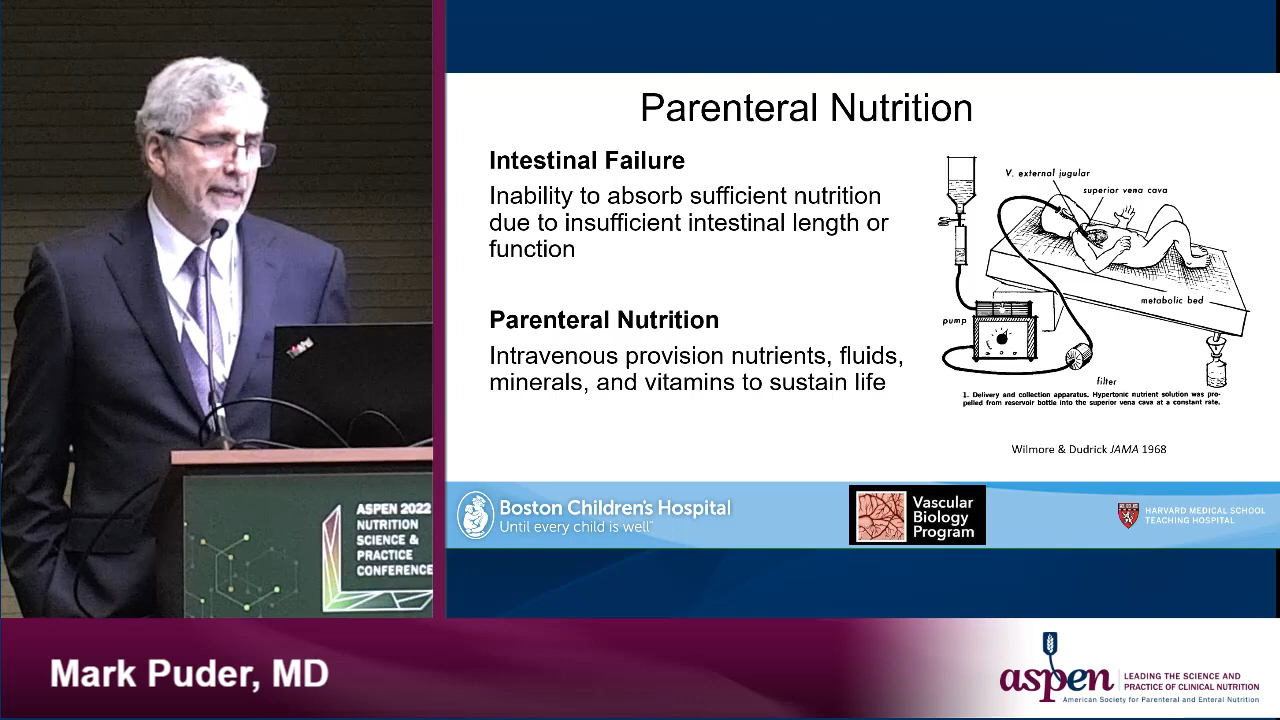 Parenteral Nutrition
Intestinal Failure
Inability to absorb sufficient nutrition
due to insufficient intestinal length or
function
Parenteral Nutrition
Intravenous provision nutrients, fluids,
minerals, and vitamins to sustain life
V. external jugular
superior vena cava
metabolic bed
pump
filter
1. Delivery and collection apparatus. Hypertonic nutrient solution was pro-
pelled from reservoir bottle into the superior vena cava at a constant rate.
Wilmore & Dudrick JAMA 1968
Boston Children's Hospital
Until every child is well™
Vascular
Biology
Program
HARVARD MEDICAL SCHOOL
TEACHING HOSPITAL
ASPEN 2022
NUTRITION
SCIENCE &
PRACTICE
CONFERENCE
Mark Puder, MD
aspen
LEADING THE SCIENCE AND
PRACTICE OF CLINICAL NUTRITION
American Society for Parenteral and Enteral Nutrition